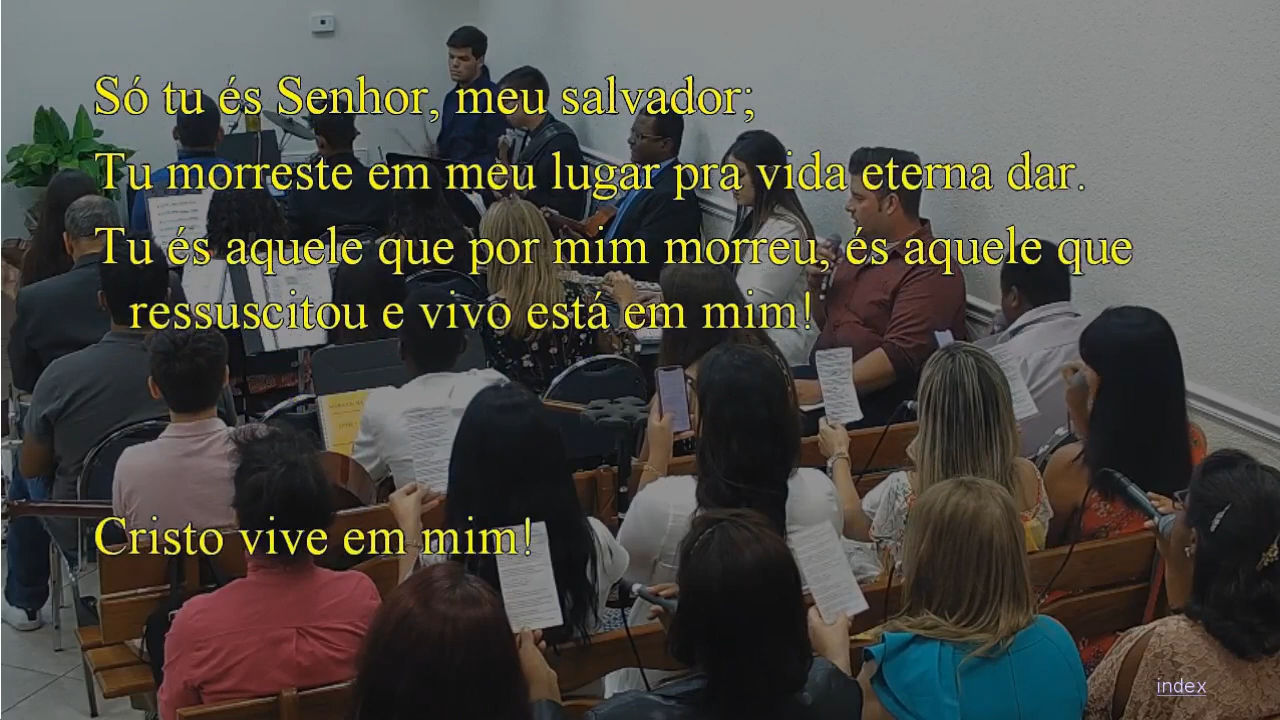 Só tu és Senhor, meu salvador;
Tu morreste em meu lugar pra vida eterna dar.
Tu és aquele que por mim morreu, és aquele que
ressuscitou e vivo está em mim!
Cristo vive em mim!
index